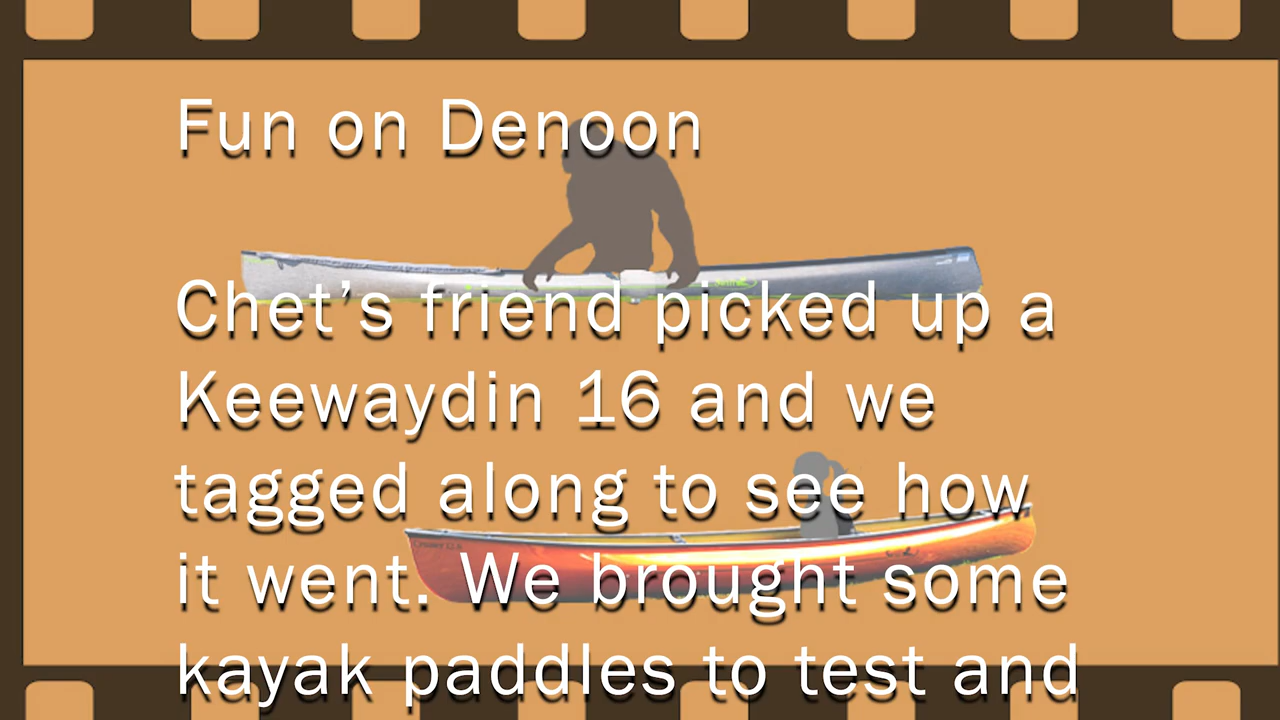 Fun on Denoon
Chet's friend picked up a
Keewaydin 16 and we
tagged along to see how
it went. We brought some
kayak paddles to test and